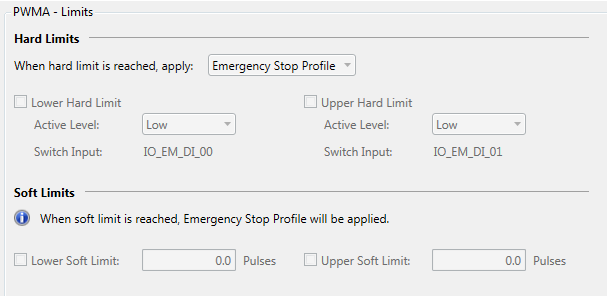 PWMA - Limits
Hard Limits
When hard limit is reached, apply: Emergency Stop Profile
Lower Hard Limit Upper Hard Limit
Active Level: Low Active Level: Low
Switch Input: IO_EM_DI_00 Switch Input: IO_EM_DI_01
Soft Limits
When soft limit is reached, Emergency Stop Profile will be applied.
Lower Soft Limit: 0.0 Pulses Upper Soft Limit: 0.0 Pulses